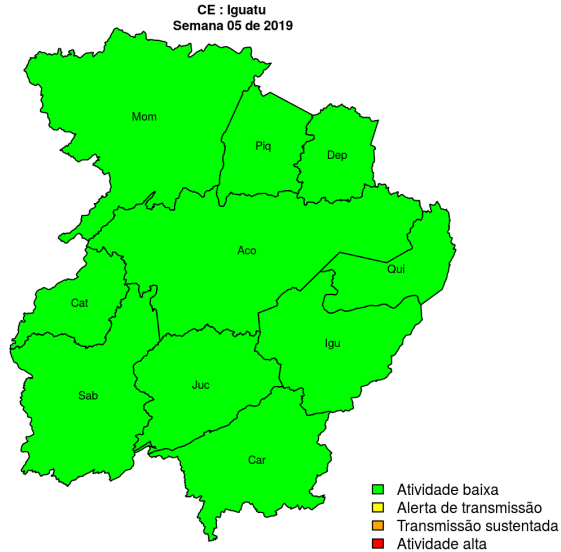 CE : Iguatu
Semana 05 de 2019
Mom
Piq
Dep
Aco
Qui
Cat
Igu
Juc
Sab
Car
Atividade baixa
Alerta de transmissão
Transmissão sustentada
Atividade alta